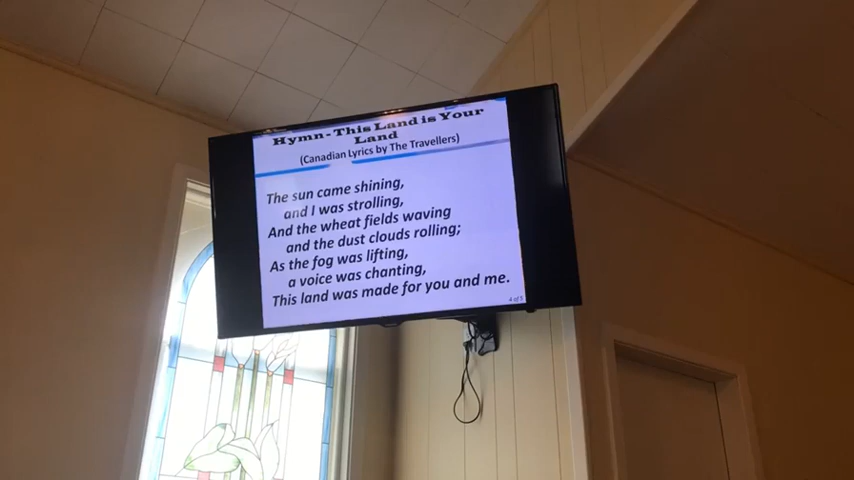 Hymn - This Land is Your
Land
(Canadian Lyrics by The Travellers)
The sun came shining,
and I was strolling,
And the wheat fields waving
and the dust clouds rolling;
As the fog was lifting,
a voice was chanting,
This land was made for you and me.
4 of 5